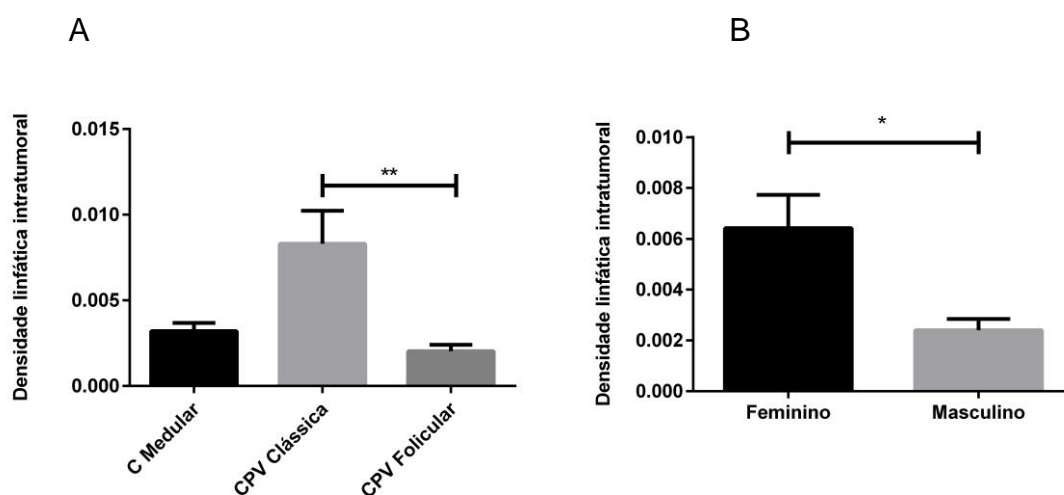 A
Densidade linfática intratumoral
0.015
0.010
0.005
0.000
**
C Medular
CPV Clássica
CPV Folicular
B
Densidade linfática intratumoral
0.010
0.008
0.006
0.004
0.002
0.000
*
Feminino
Masculino